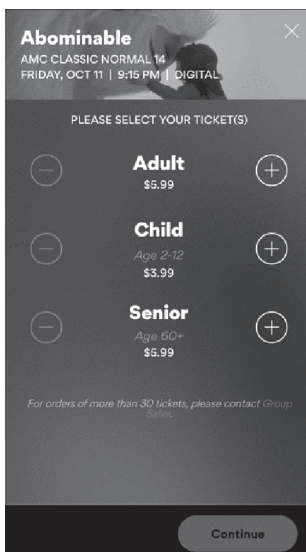 Abominable
AMC CLASSIC NORMAL 14
FRIDAY, OCT 11 | 9:15 PM | DIGITAL
PLEASE SELECT YOUR TICKET(S)
Adult
$5.99
Child
Age 2-12
$3.99
Senior
Age 60+
$5.99
For orders of more than 30 tickets, please contact Group
Sales.
Continue